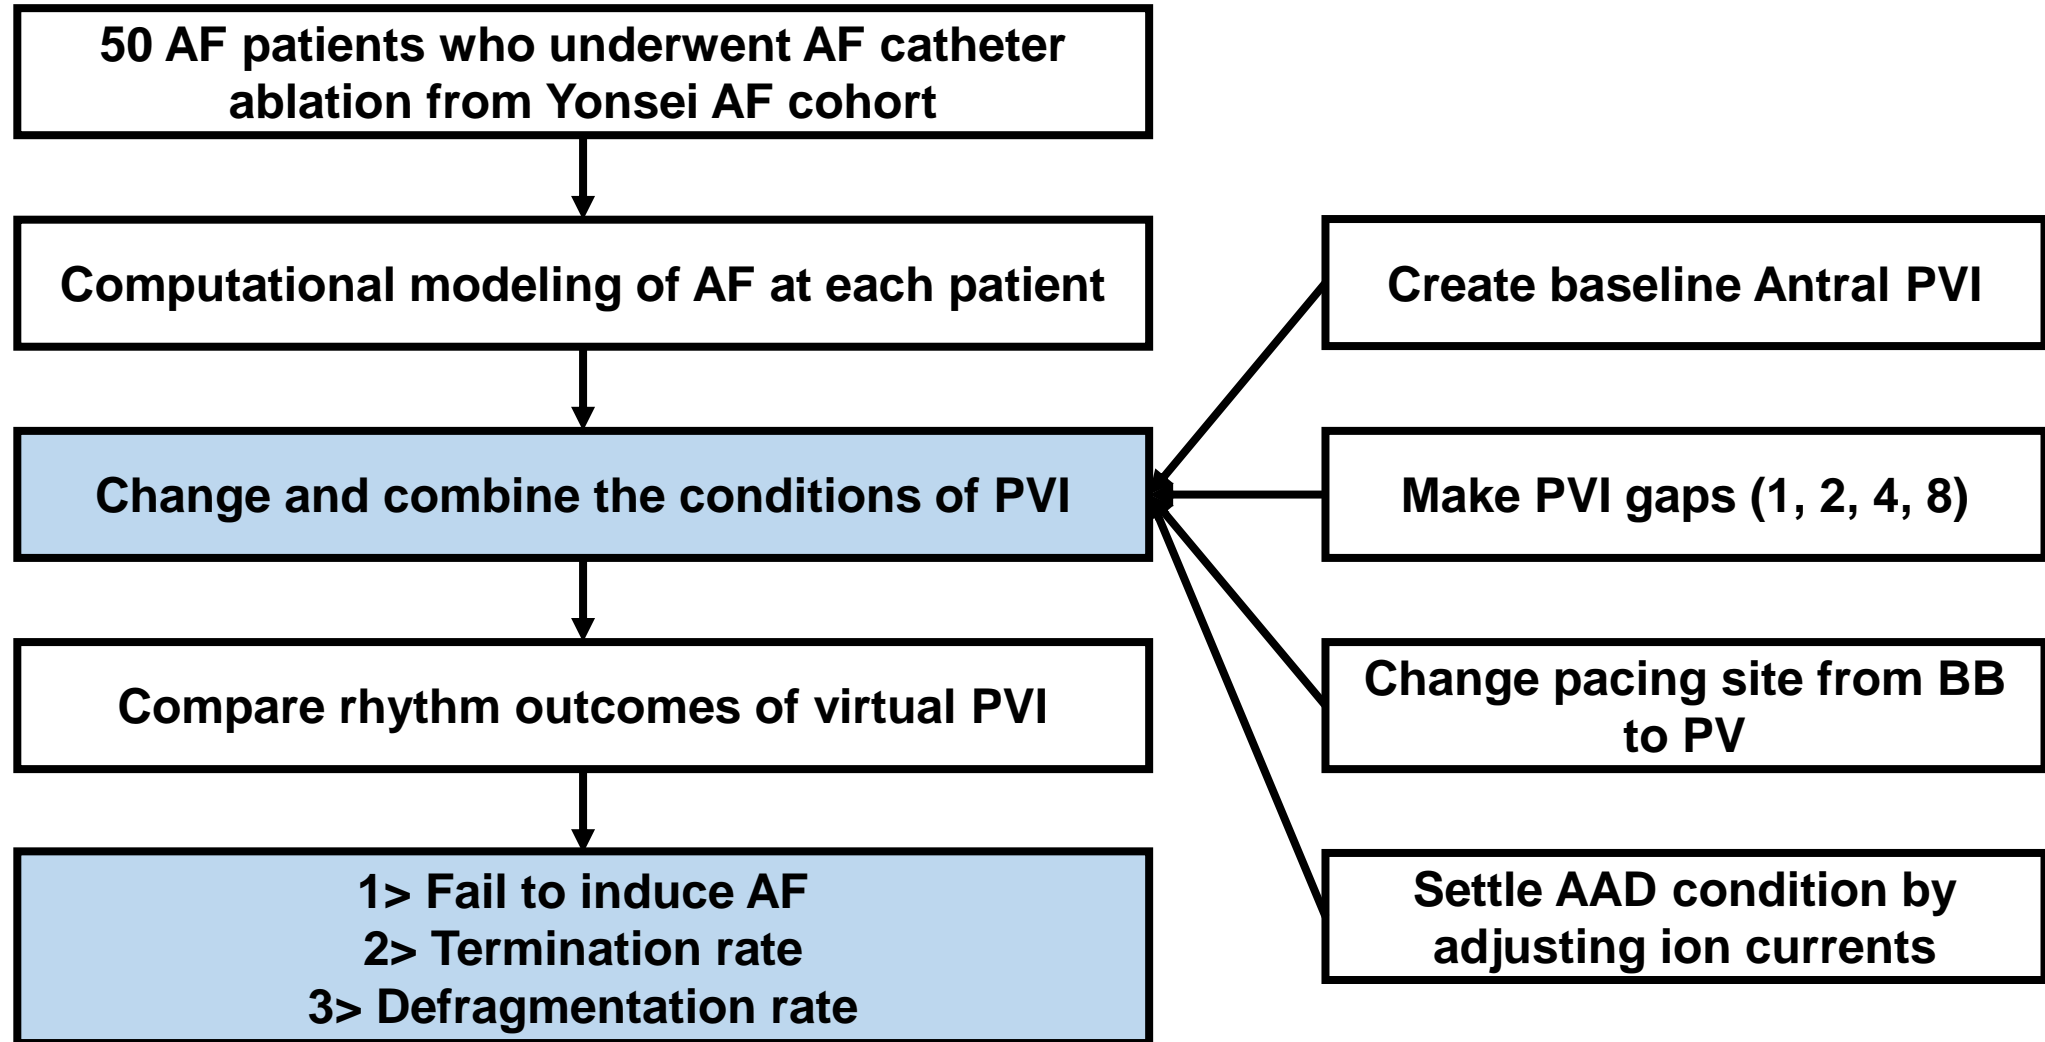 50 AF patients who underwent AF catheter
ablation from Yonsei AF cohort
Computational modeling of AF at each patient
Change and combine the conditions of PVI
Compare rhythm outcomes of virtual PVI
1> Fail to induce AF
2> Termination rate
3> Defragmentation rate
Create baseline Antral PVI
Make PVI gaps (1, 2, 4, 8)
Change pacing site from BB
to PV
Settle AAD condition by
adjusting ion currents